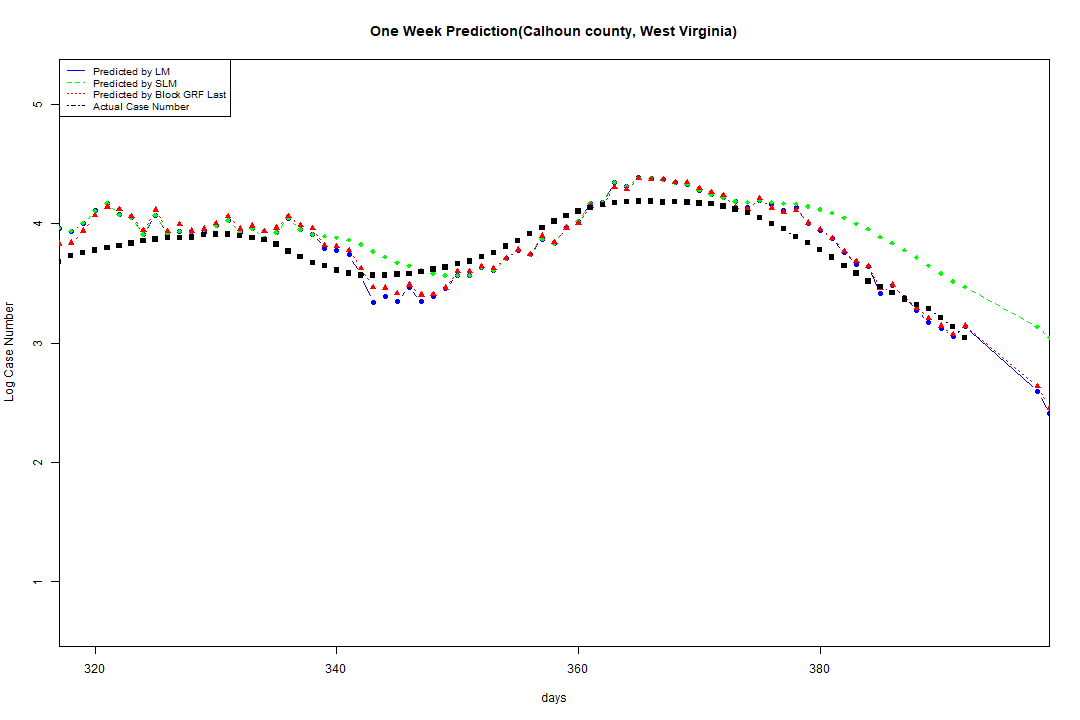 One Week Prediction(Calhoun county, West Virginia)
Predicted by LM
Predicted by SLM
Predicted by Block GRF Last
Actual Case Number
5
4
3
2
1
Log Case Number
320 340 360 380
days